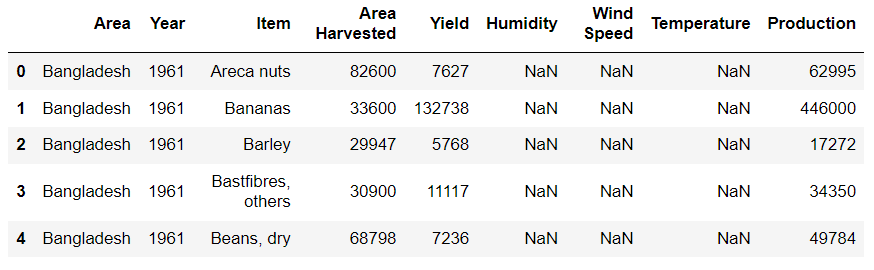 Area Year Item Area Harvested Yield Humidity Wind Speed Temperature Production
0 Bangladesh 1961 Areca nuts 82600 7627 NaN NaN NaN 62995
1 Bangladesh 1961 Bananas 33600 132738 NaN NaN NaN 446000
2 Bangladesh 1961 Barley 29947 5768 NaN NaN NaN 17272
3 Bangladesh 1961 Bastfibres, others 30900 11117 NaN NaN NaN 34350
4 Bangladesh 1961 Beans, dry 68798 7236 NaN NaN NaN 49784